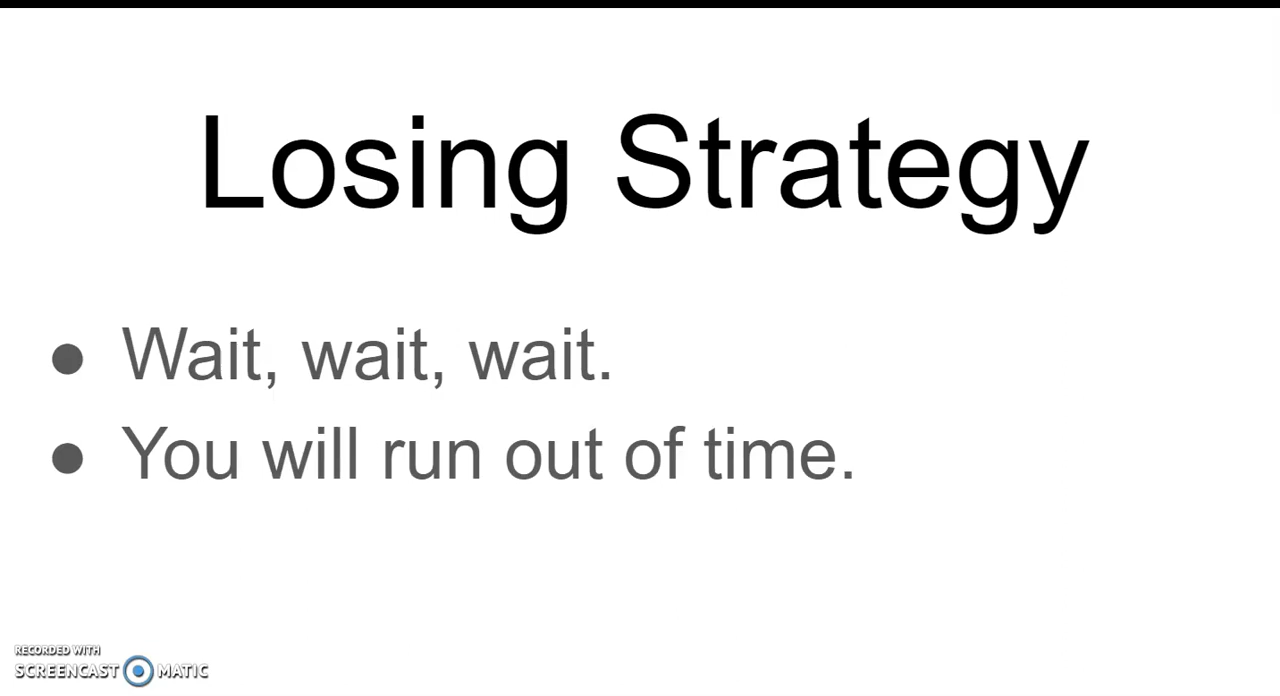 Losing Strategy
● Wait, wait, wait.
● You will run out of time.
RECORDED WITH
SCREENCAST MATIC